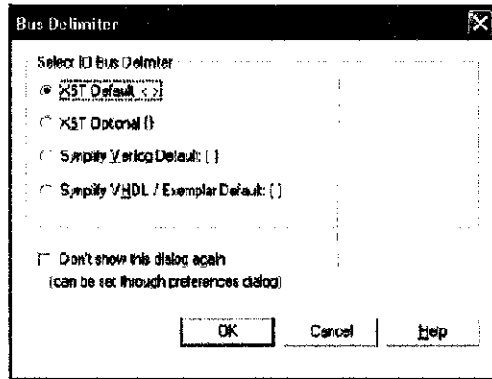 Bus Delimiter
Select IO Bus Delimiter
XST Default: < >
XST Optional: { }
Synplify Verilog Default: [ ]
Synplify VHDL / Exemplar Default: ( )
Don't show this dialog again
(can be set through preferences dialog)
OK
Cancel
Help